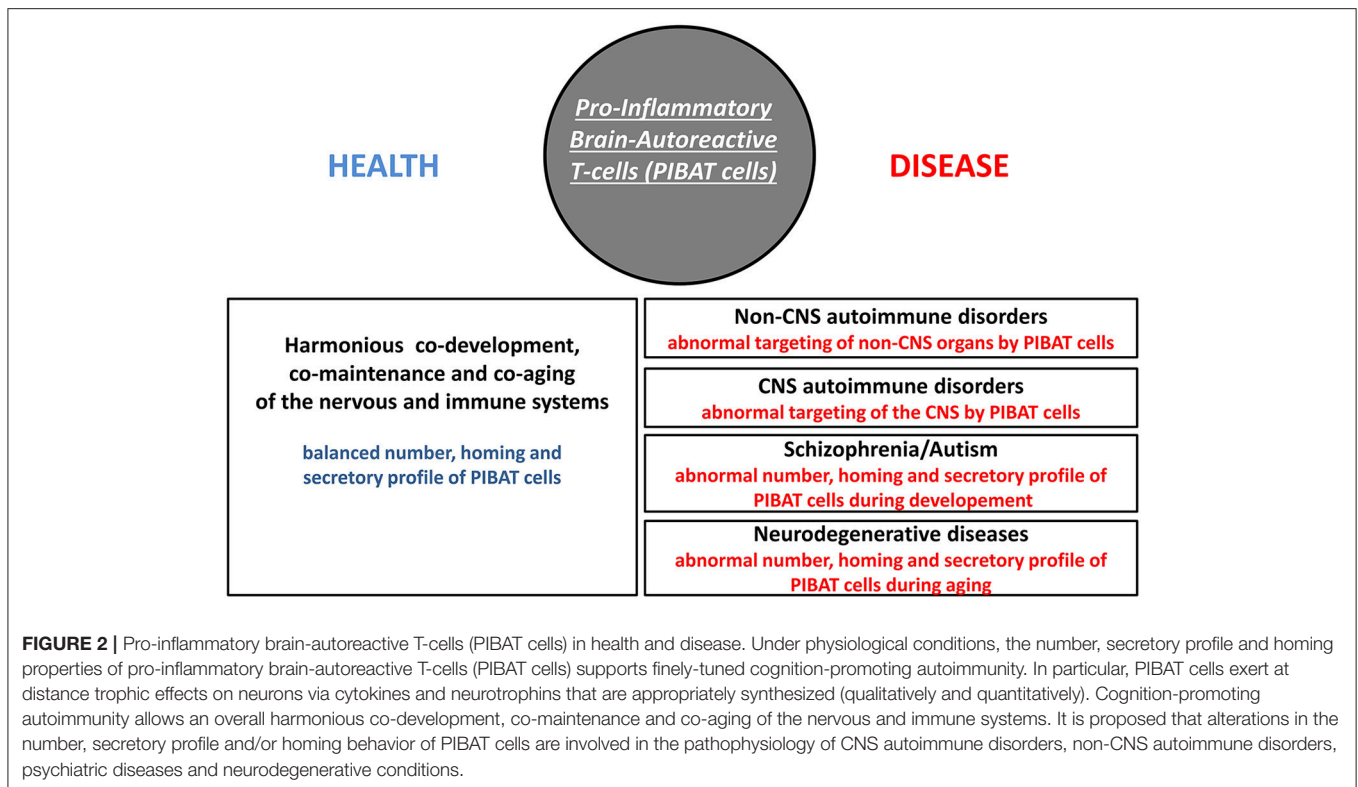 Pro-Inflammatory
Brain-Autoreactive
T-cells (PIBAT cells)
HEALTH
DISEASE
Harmonious co-development,
co-maintenance and co-aging
of the nervous and immune systems
balanced number, homing and
secretory profile of PIBAT cells
Non-CNS autoimmune disorders
abnormal targeting of non-CNS organs by PIBAT cells
CNS autoimmune disorders
abnormal targeting of the CNS by PIBAT cells
Schizophrenia/Autism
abnormal number, homing and secretory profile of
PIBAT cells during developement
Neurodegenerative diseases
abnormal number, homing and secretory profile of
PIBAT cells during aging
FIGURE 2 | Pro-inflammatory brain-autoreactive T-cells (PIBAT cells) in health and disease. Under physiological conditions, the number, secretory profile and homing
properties of pro-inflammatory brain-autoreactive T-cells (PIBAT cells) supports finely-tuned cognition-promoting autoimmunity. In particular, PIBAT cells exert at
distance trophic effects on neurons via cytokines and neurotrophins that are appropriately synthesized (qualitatively and quantitatively). Cognition-promoting
autoimmunity allows an overall harmonious co-development, co-maintenance and co-aging of the nervous and immune systems. It is proposed that alterations in the
number, secretory profile and/or homing behavior of PIBAT cells are involved in the pathophysiology of CNS autoimmune disorders, non-CNS autoimmune disorders,
psychiatric diseases and neurodegenerative conditions.